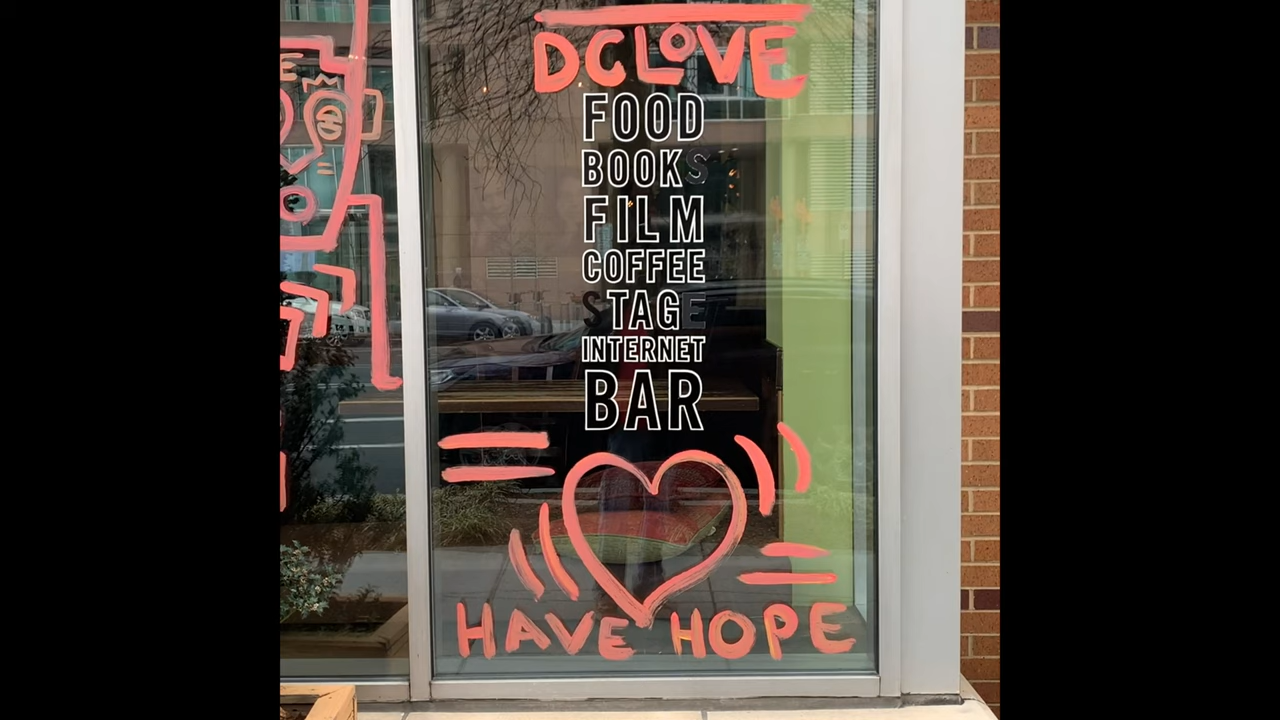 DCLOVE
FOOD
BOOKS
FILM
COFFEE
STAGE
INTERNET
BAR
HAVE HOPE